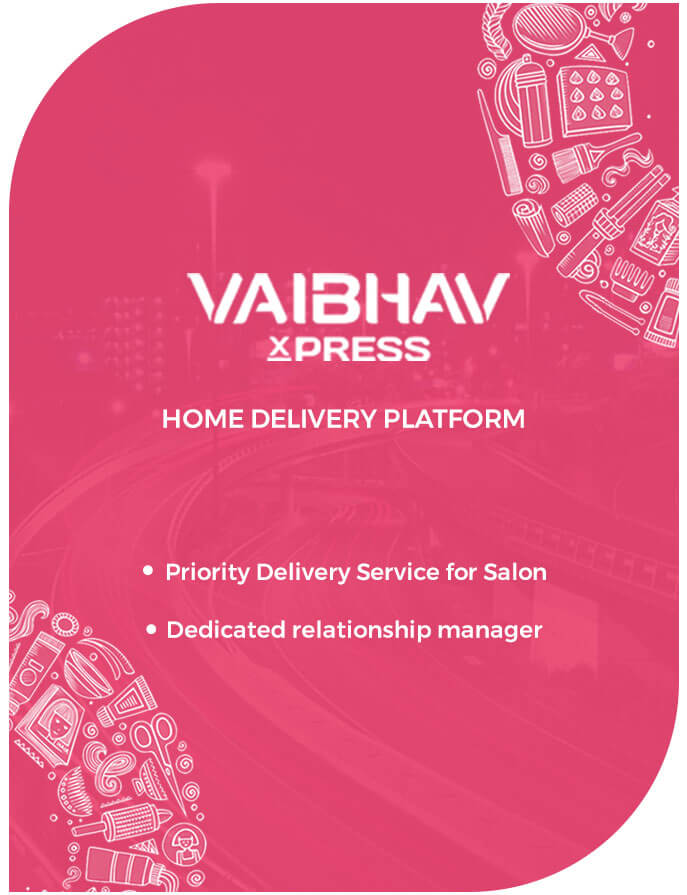 VAIBHAV
XPRESS
HOME DELIVERY PLATFORM
• Priority Delivery Service for Salon
• Dedicated relationship manager